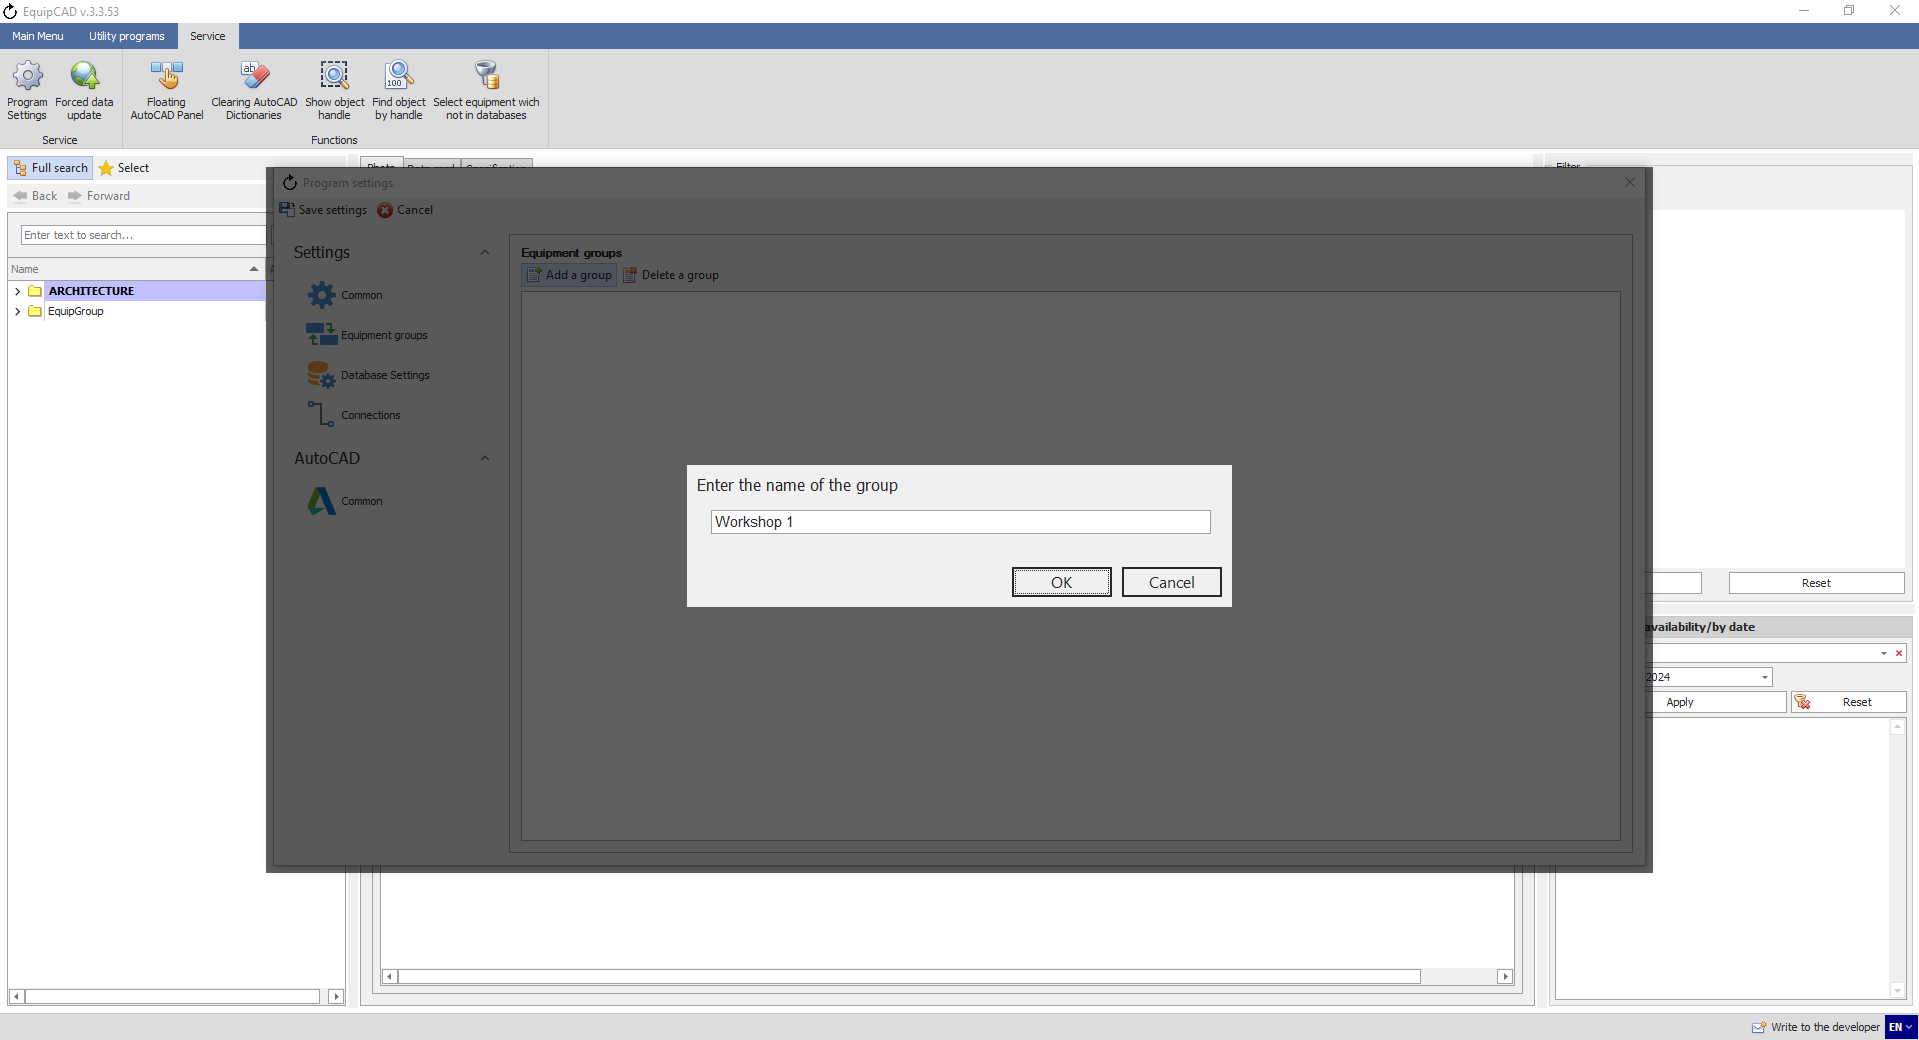 EquipCAD v.3.3.53
Main Menu
Utility programs
Service
Program Settings
Forced data update
Service
Floating AutoCAD Panel
Clearing AutoCAD Dictionaries
Show object handle
Find object by handle
Select equipment wich not in databases
Functions
Full search
Select
Back
Forward
Enter text to search...
Name
ARCHITECTURE
EquipGroup
Photo
Filter
Program settings
Save settings
Cancel
Settings
Common
Equipment groups
Database Settings
Connections
AutoCAD
Common
Equipment groups
Add a group
Delete a group
Enter the name of the group
Workshop 1
OK
Cancel
Reset
availability/by date
2024
Apply
Reset
Write to the developer
EN